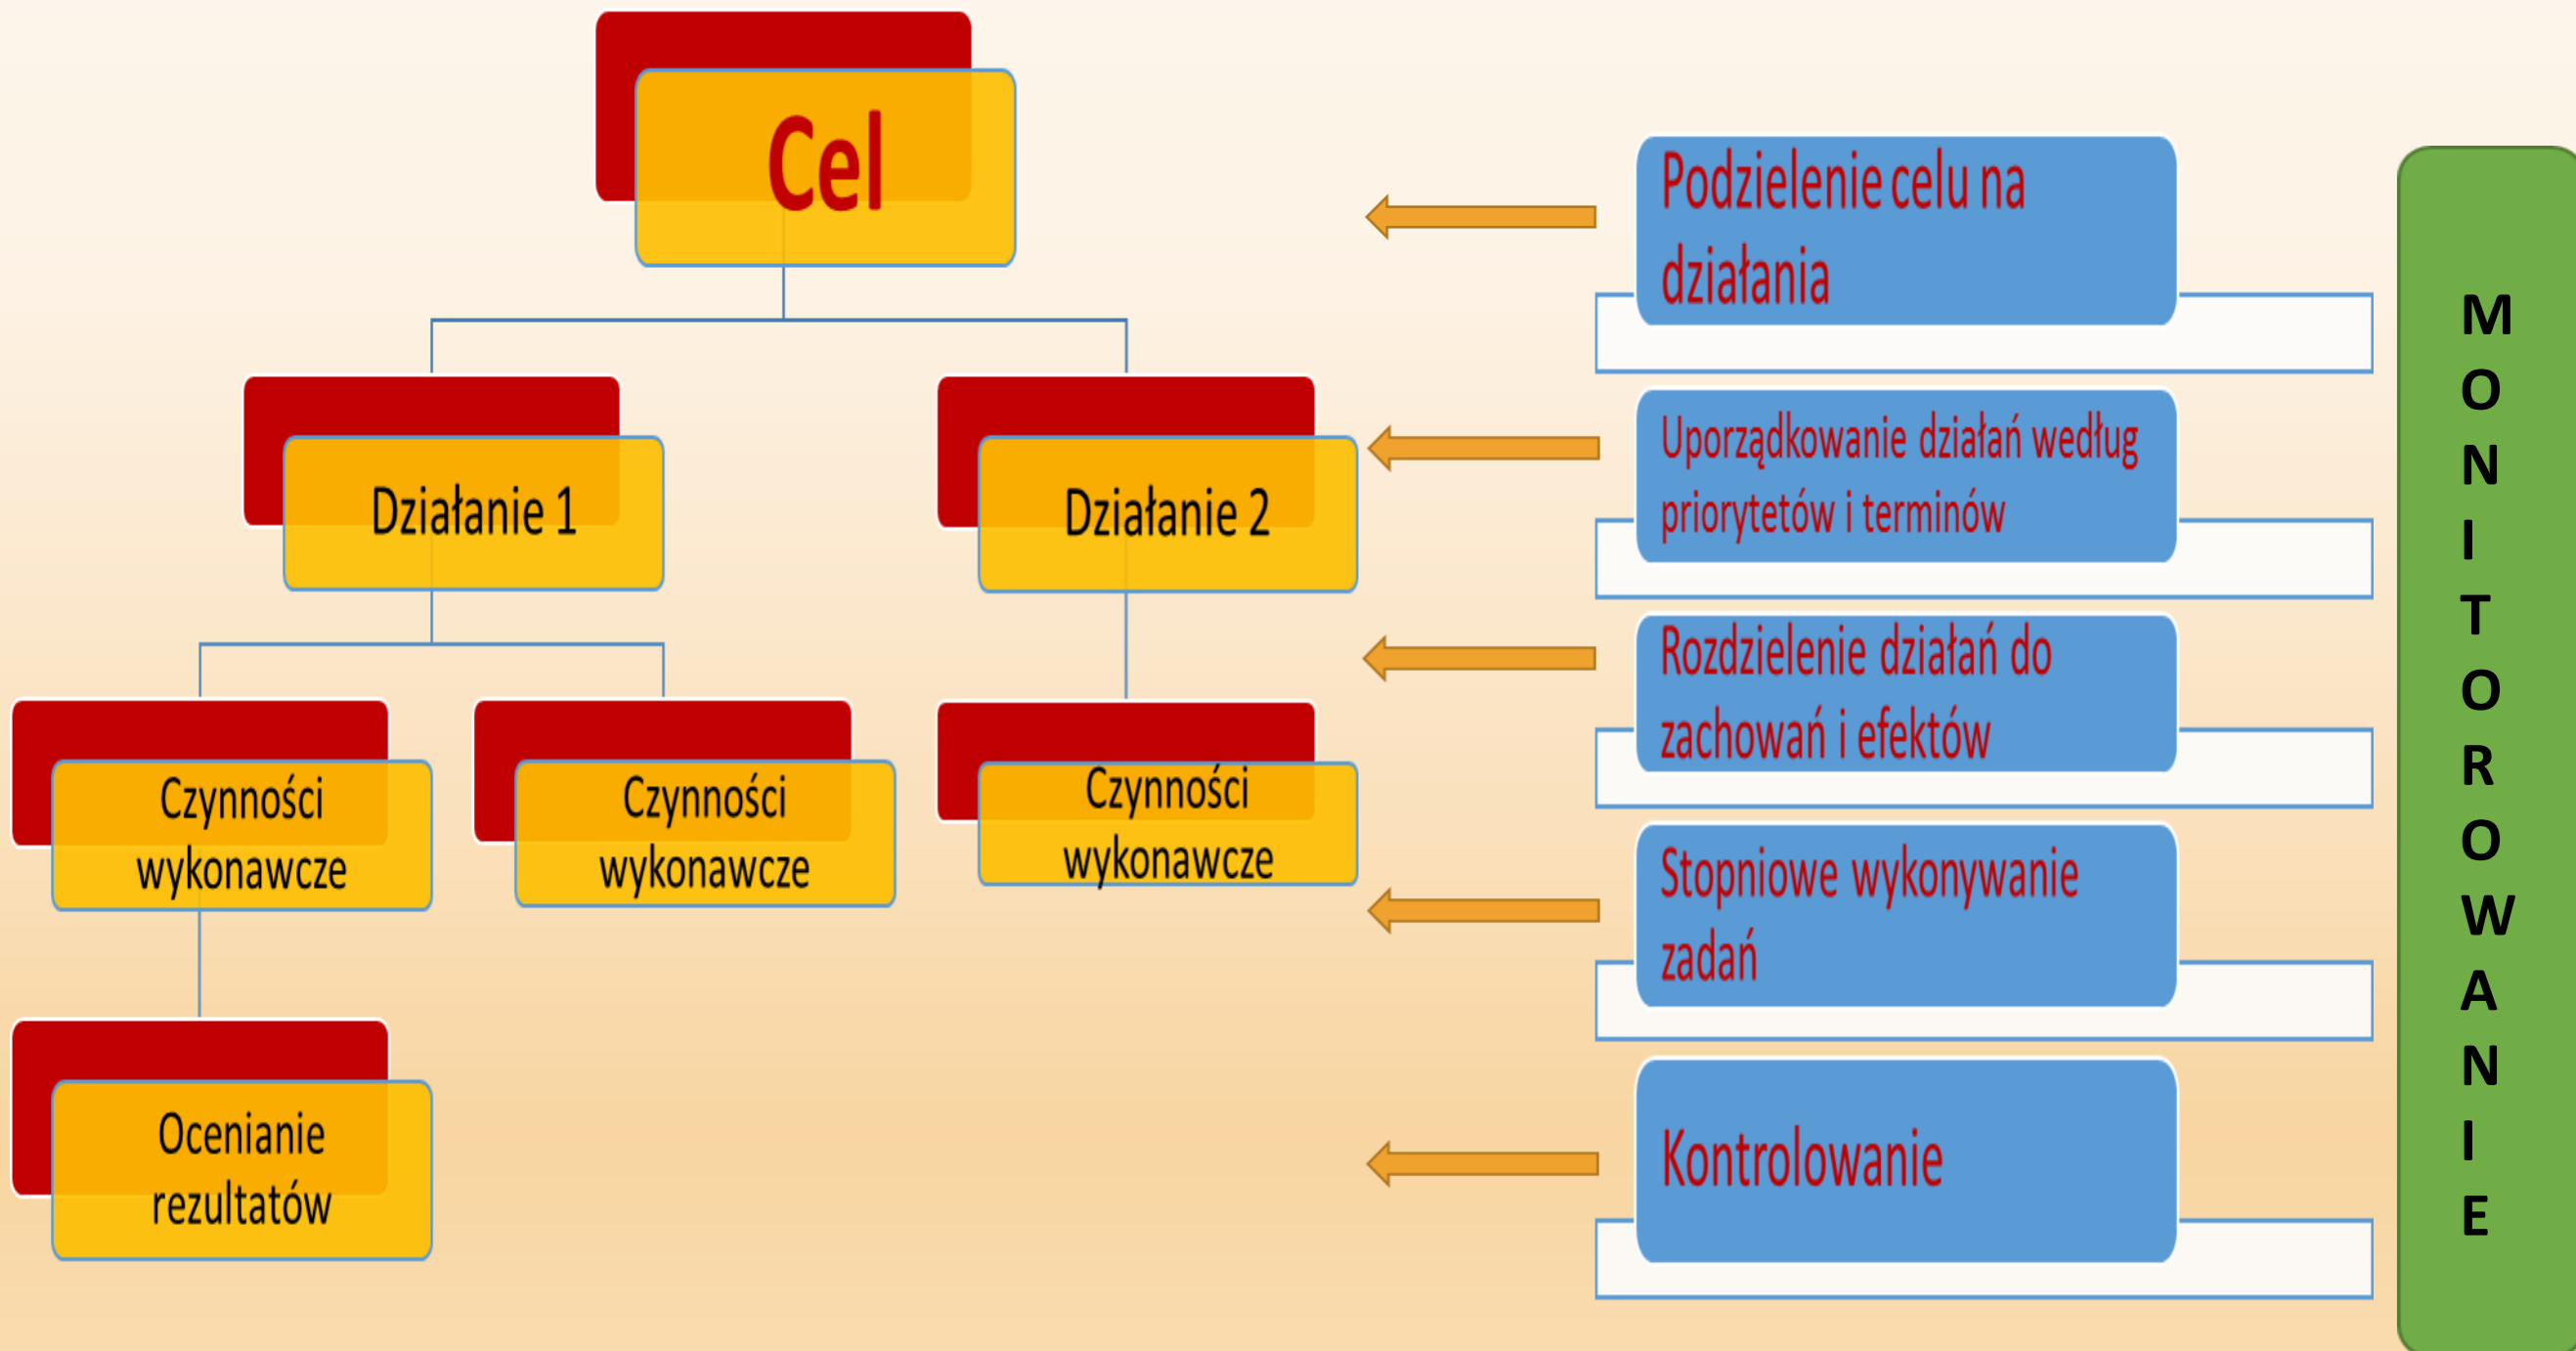 Cel
Działanie 1
Działanie 2
Czynności
wykonawcze
Czynności
wykonawcze
Czynności
wykonawcze
Ocenianie
rezultatów
Podzielenie celu na
działania
Uporządkowanie działań według
priorytetów i terminów
Rozdzielenie działań do
zachowań i efektów
Stopniowe wykonywanie
zadań
Kontrolowanie
M
O
N
I
T
O
R
O
W
A
N
I
E